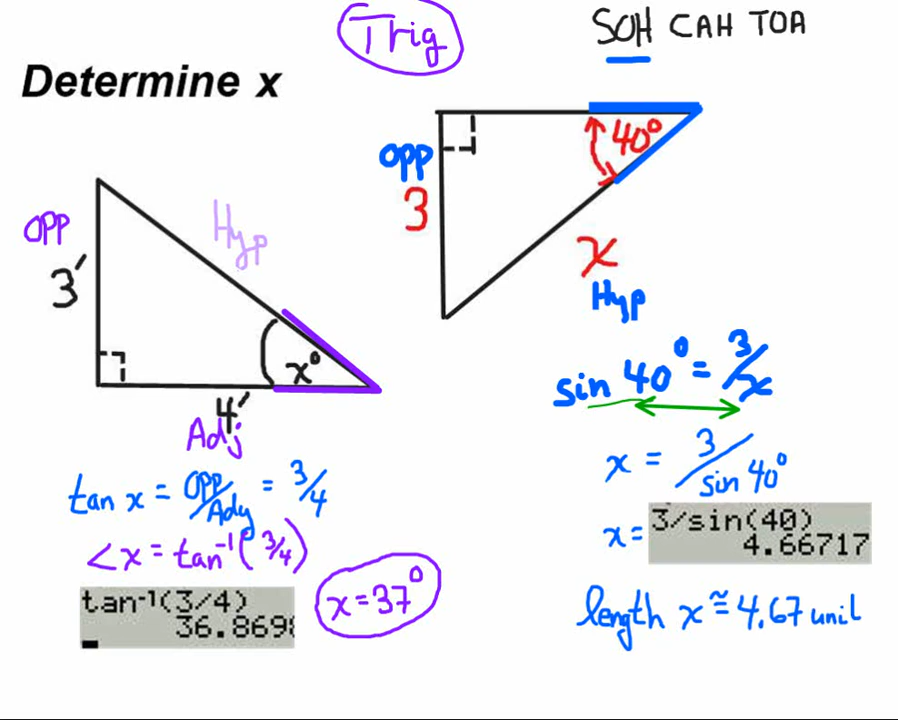 Trig
SOH CAH TOA
Determine x
Opp
3
40°
x
Hyp
OPP
3′
Hyp
x°
4′
Adj
tan x = Opp/Ady = 3/4
<x = tan⁻¹(3/4)
tan⁻¹(3/4)
36.869
x = 37°
sin 40° = 3/x
x = 3/sin 40°
x =
3/sin(40)
4.66717
length x ≅ 4.67 unit